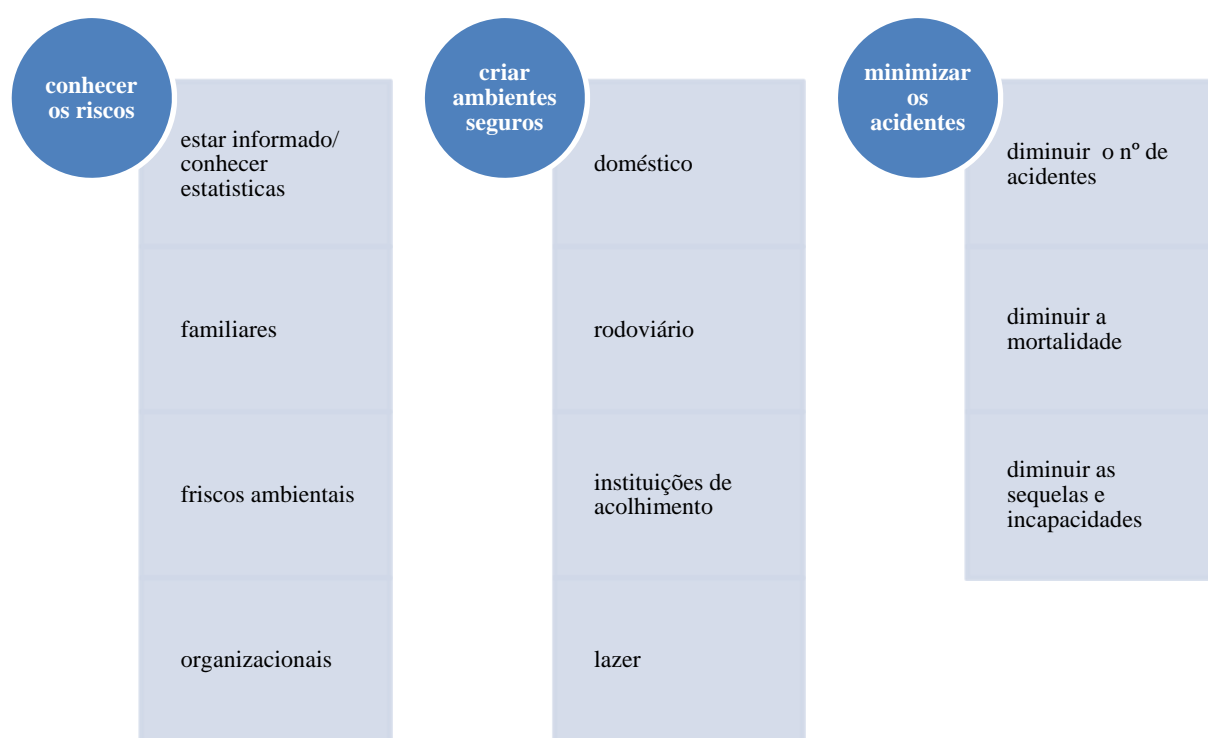 conhecer
os riscos
estar informado/
conhecer
estatisticas
familiares
friscos ambientais
organizacionais
criar
ambientes
seguros
doméstico
rodoviário
instituições de
acolhimento
lazer
minimizar
os
acidentes
diminuir o nº de
acidentes
diminuir a
mortalidade
diminuir as
sequelas e
incapacidades